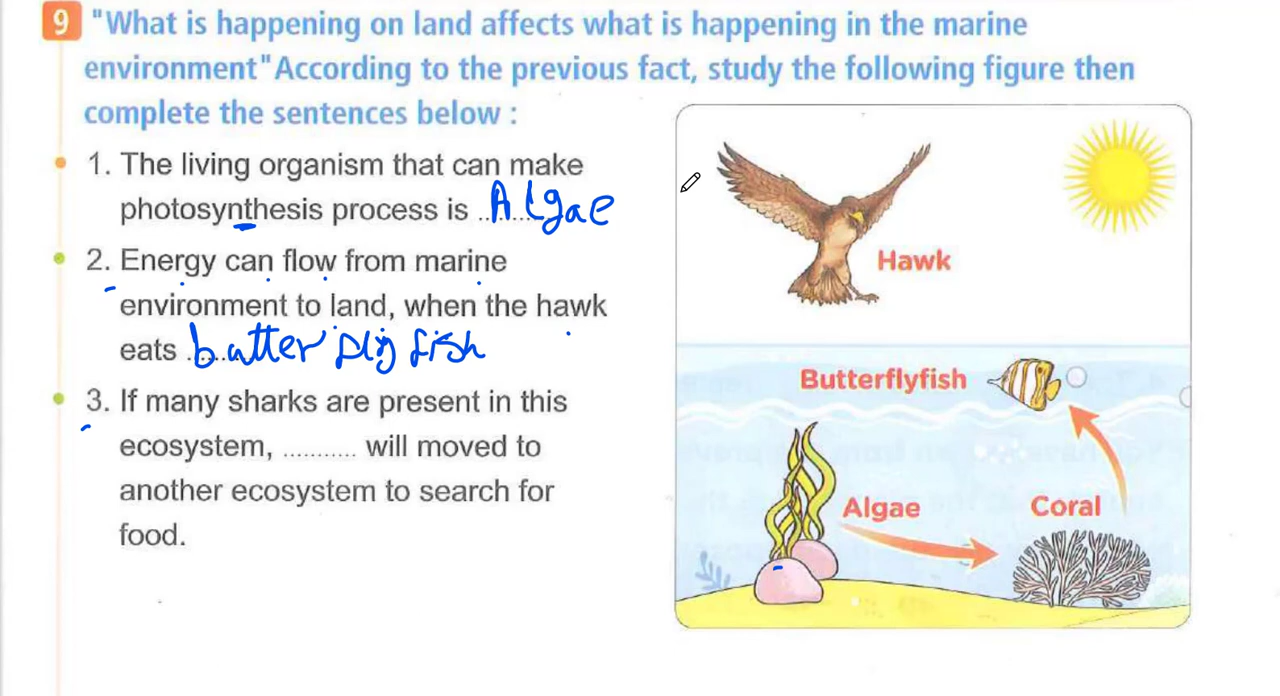 9 "What is happening on land affects what is happening in the marine
environment"According to the previous fact, study the following figure then
complete the sentences below :
1. The living organism that can make
photosynthesis process is ........... Algae
2. Energy can flow from marine
environment to land, when the hawk
eats ........... butter fish
3. If many sharks are present in this
ecosystem, ........... will moved to
another ecosystem to search for
food.
Hawk
Butterflyfish
Algae
Coral